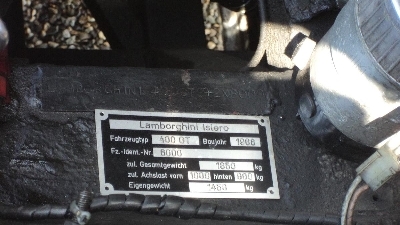 Lamborghini Islero
Fahrzeugtyp 400 GT Baujahr 1968
Fz.-Ident.-Nr. 6000
zul. Gesamtgewicht 1850 kg
zul. Achslast vorn 1000 hinten 960 kg
Eigengewicht 1460 kg